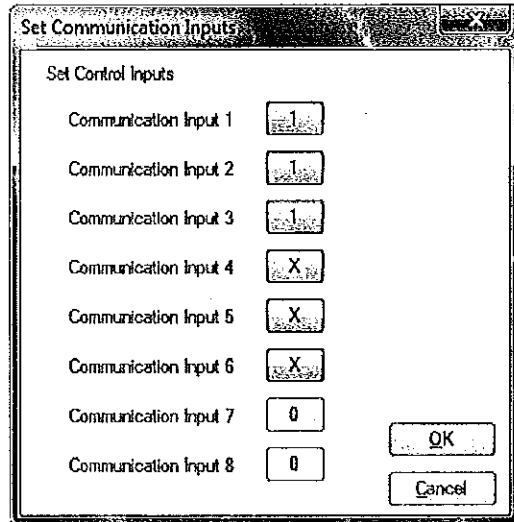 Set Communication Inputs
X
Set Control Inputs
Communication Input 1 1
Communication Input 2 1
Communication Input 3 1
Communication Input 4 X
Communication Input 5 X
Communication Input 6 X
Communication Input 7 0
Communication Input 8 0
OK
Cancel